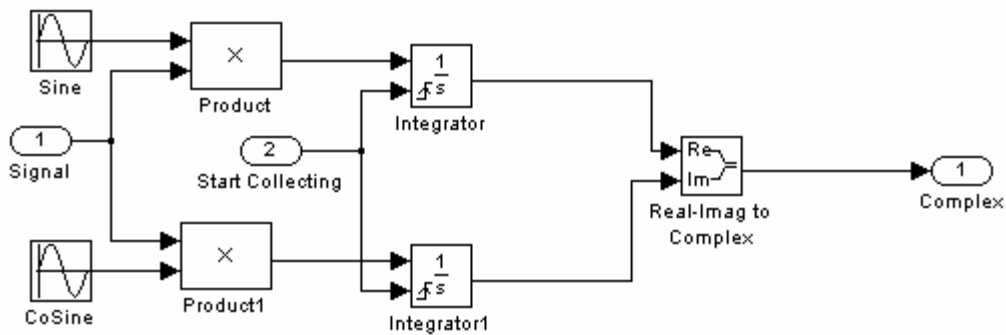 Sine
×
Product
1
s
Integrator
1
Signal
2
Start Collecting
Re
Im
Real-Imag to
Complex
1
Complex
CoSine
×
Product1
1
s
Integrator1